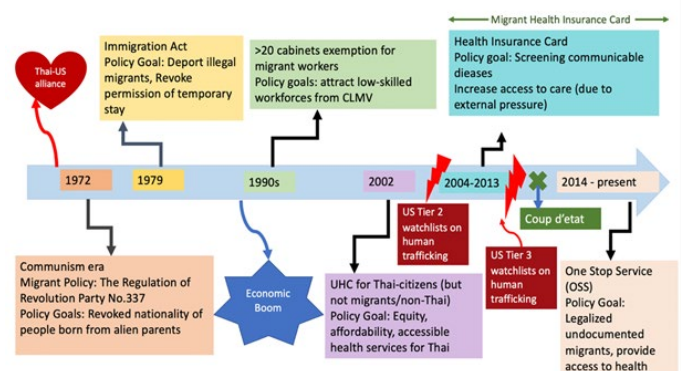 Migrant Health Insurance Card
Thai-US
alliance
Immigration Act
Policy Goal: Deport illegal
migrants, Revoke
permission of temporary
stay
>20 cabinets exemption for
migrant workers
Policy goals: attract low-skilled
workforces from CLMV
Health Insurance Card
Policy goal: Screening communicable
dieases
Increase access to care (due to
external pressure)
1972
1979
1990s
2002
2004-2013
2014 - present
US Tier 2
watchlists on
human
trafficking
Coup d'etat
US Tier 3
watchlists on
human
trafficking
Communism era
Migrant Policy: The Regulation of
Revolution Party No.337
Policy Goals: Revoked nationality of
people born from alien parents
Economic
Boom
UHC for Thai-citizens (but
not migrants/non-Thai)
Policy Goal: Equity,
affordability, accessible
health services for Thai
One Stop Service
(OSS)
Policy Goal:
Legalized
undocumented
migrants, provide
access to health